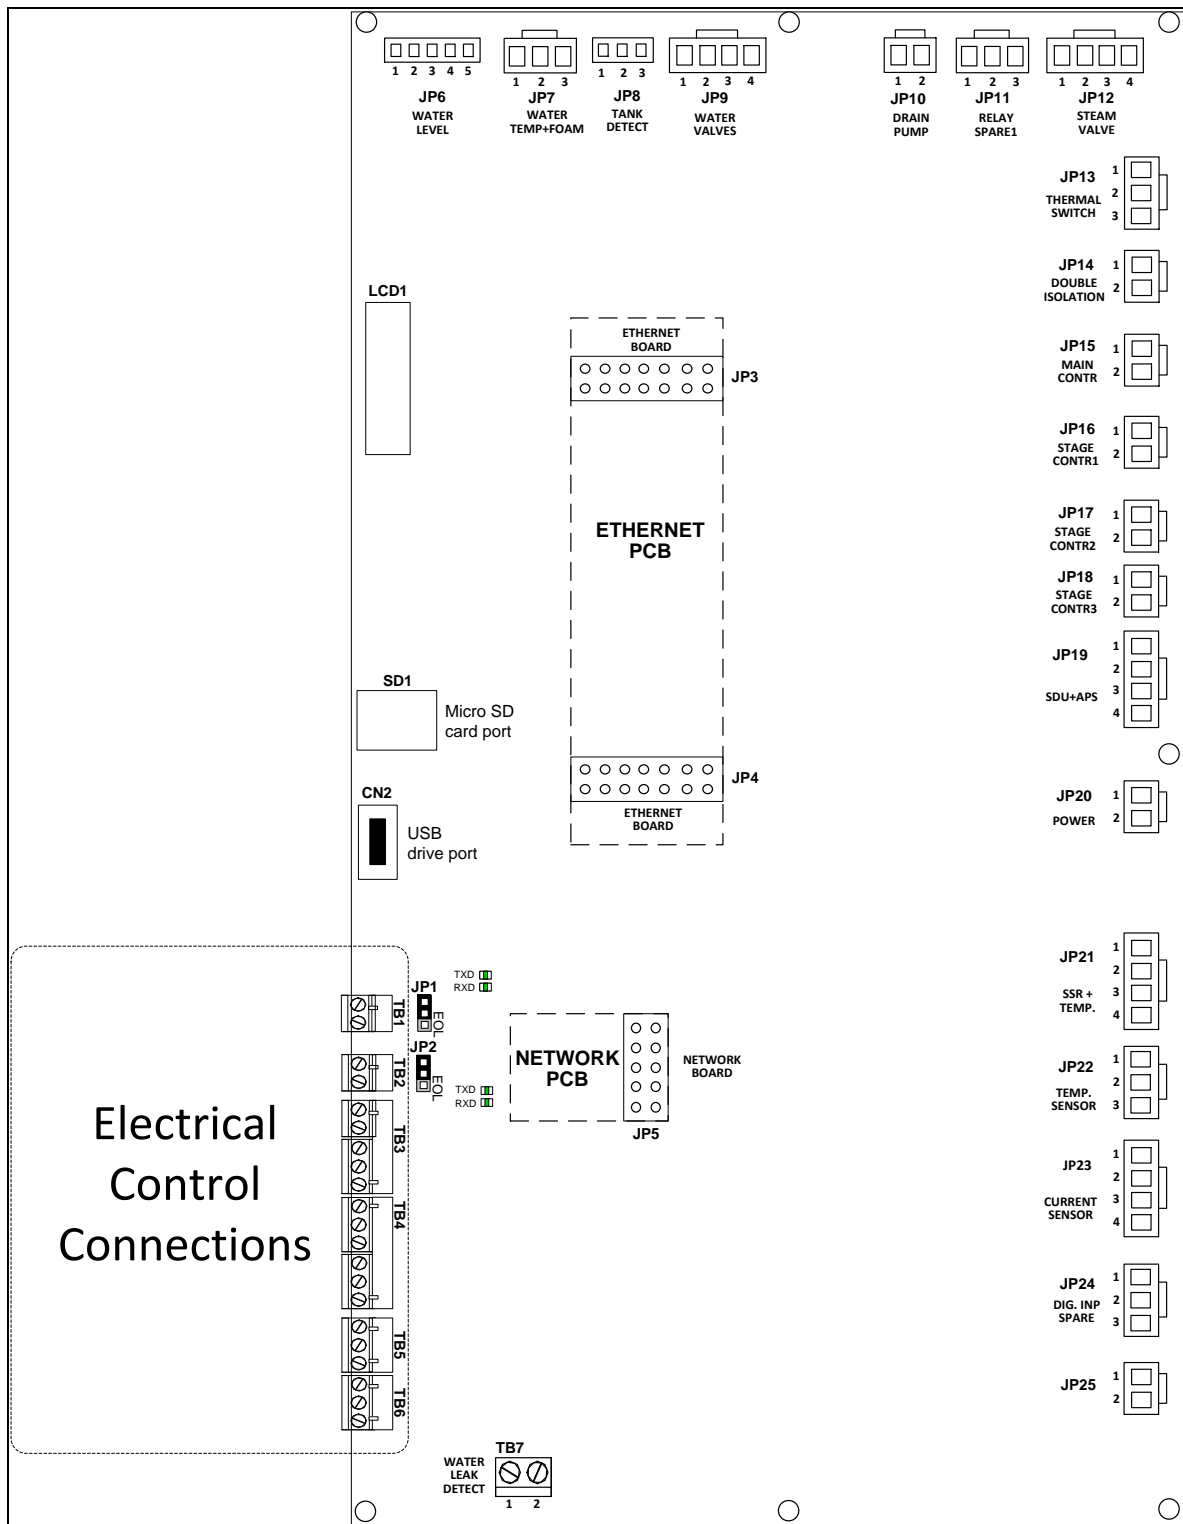 1 2 3 4 5
JP6
WATER
LEVEL
1 2 3
JP7
WATER
TEMP+FOAM
1 2 3
JP8
TANK
DETECT
1 2 3 4
JP9
WATER
VALVES
1 2
JP10
DRAIN
PUMP
1 2 3
JP11
RELAY
SPARE1
1 2 3 4
JP12
STEAM
VALVE
JP13
THERMAL
SWITCH
1
2
3
JP14
DOUBLE
ISOLATION
1
2
JP15
MAIN
CONTR
1
2
JP16
STAGE
CONTR1
1
2
JP17
STAGE
CONTR2
1
2
JP18
STAGE
CONTR3
1
2
JP19
SDU+APS
1
2
3
4
JP20
POWER
1
2
JP21
SSR +
TEMP.
1
2
3
4
JP22
TEMP.
SENSOR
1
2
3
JP23
CURRENT
SENSOR
1
2
3
4
JP24
DIG. INP
SPARE
1
2
3
JP25
1
2
LCD1
ETHERNET
BOARD
JP3
ETHERNET
PCB
JP4
ETHERNET
BOARD
SD1
Micro SD
card port
CN2
USB
drive port
TXD
RXD
JP1
EOL
TB1
JP2
EOL
TB2
TXD
RXD
NETWORK
PCB
NETWORK
BOARD
JP5
TB3
TB4
TB5
TB6
Electrical
Control
Connections
TB7
WATER
LEAK
DETECT
1 2